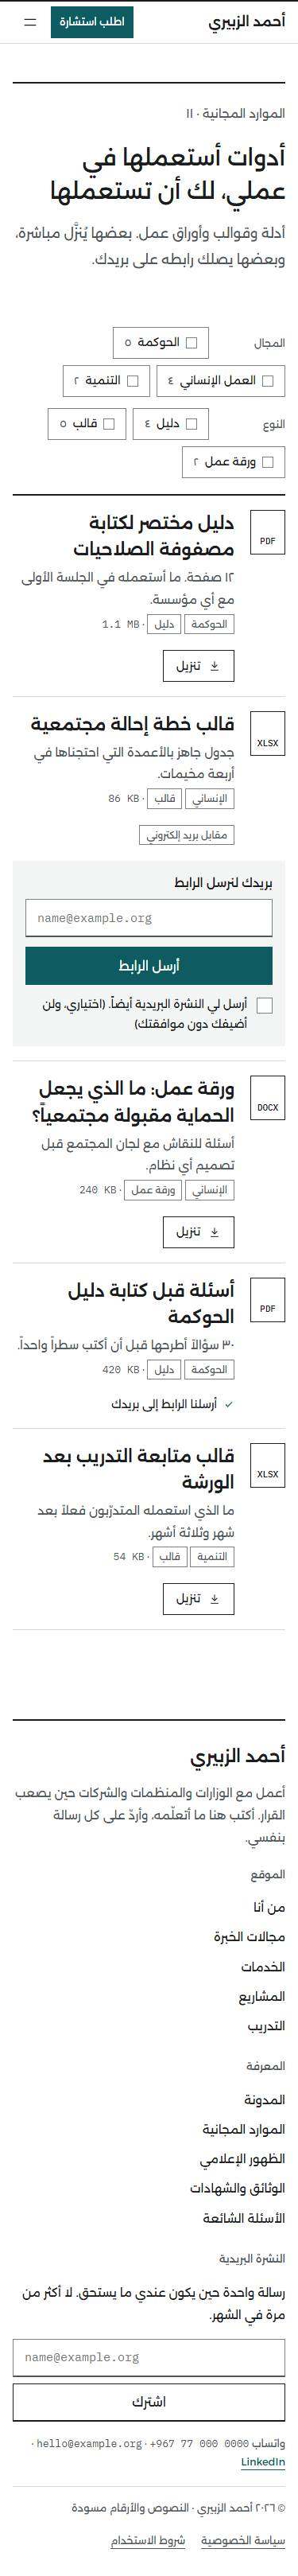 أحمد الزبيري
اطلب استشارة
الموارد المجانية · ١١
أدوات أستعملها في
عملي، لك أن تستعملها
أدلة وقوالب وأوراق عمل. بعضها يُنزَّل مباشرة،
وبعضها يصلك رابطه على بريدك.
المجال
الحوكمة ٥
العمل الإنساني ٤
التنمية ٢
النوع
دليل ٤
قالب ٥
ورقة عمل ٢
PDF
دليل مختصر لكتابة
مصفوفة الصلاحيات
١٢ صفحة. ما أستعمله في الجلسة الأولى
مع أي مؤسسة.
الحوكمة دليل · 1.1 MB
تنزيل
XLSX
قالب خطة إحالة مجتمعية
جدول جاهز بالأعمدة التي احتجناها في
أربعة مخيمات.
الإنساني قالب · 86 KB
مقابل بريد إلكتروني
بريدك لنرسل الرابط
name@example.org
أرسل الرابط
أرسل لي النشرة البريدية أيضاً. (اختياري، ولن
أضيفك دون موافقتك)
DOCX
ورقة عمل: ما الذي يجعل
الحماية مقبولة مجتمعياً؟
أسئلة للنقاش مع لجان المجتمع قبل
تصميم أي نظام.
الإنساني ورقة عمل · 240 KB
تنزيل
PDF
أسئلة قبل كتابة دليل
الحوكمة
٣٠ سؤالاً أطرحها قبل أن أكتب سطراً واحداً.
الحوكمة دليل · 420 KB
أرسلنا الرابط إلى بريدك
XLSX
قالب متابعة التدريب بعد
الورشة
ما الذي استعمله المتدرّبون فعلاً بعد
شهر وثلاثة أشهر.
التنمية قالب · 54 KB
تنزيل
أحمد الزبيري
أعمل مع الوزارات والمنظمات والشركات حين يصعب
القرار. أكتب هنا ما أتعلّمه، وأردّ على كل رسالة
بنفسي.
الموقع
من أنا
مجالات الخبرة
الخدمات
المشاريع
التدريب
المعرفة
المدونة
الموارد المجانية
الظهور الإعلامي
الوثائق والشهادات
الأسئلة الشائعة
النشرة البريدية
رسالة واحدة حين يكون عندي ما يستحق. لا أكثر من
مرة في الشهر.
name@example.org
اشترك
واتساب +967 77 000 0000 · hello@example.org ·
LinkedIn
© ٢٠٢٦ أحمد الزبيري · النصوص والأرقام مسودة
سياسة الخصوصية
شروط الاستخدام